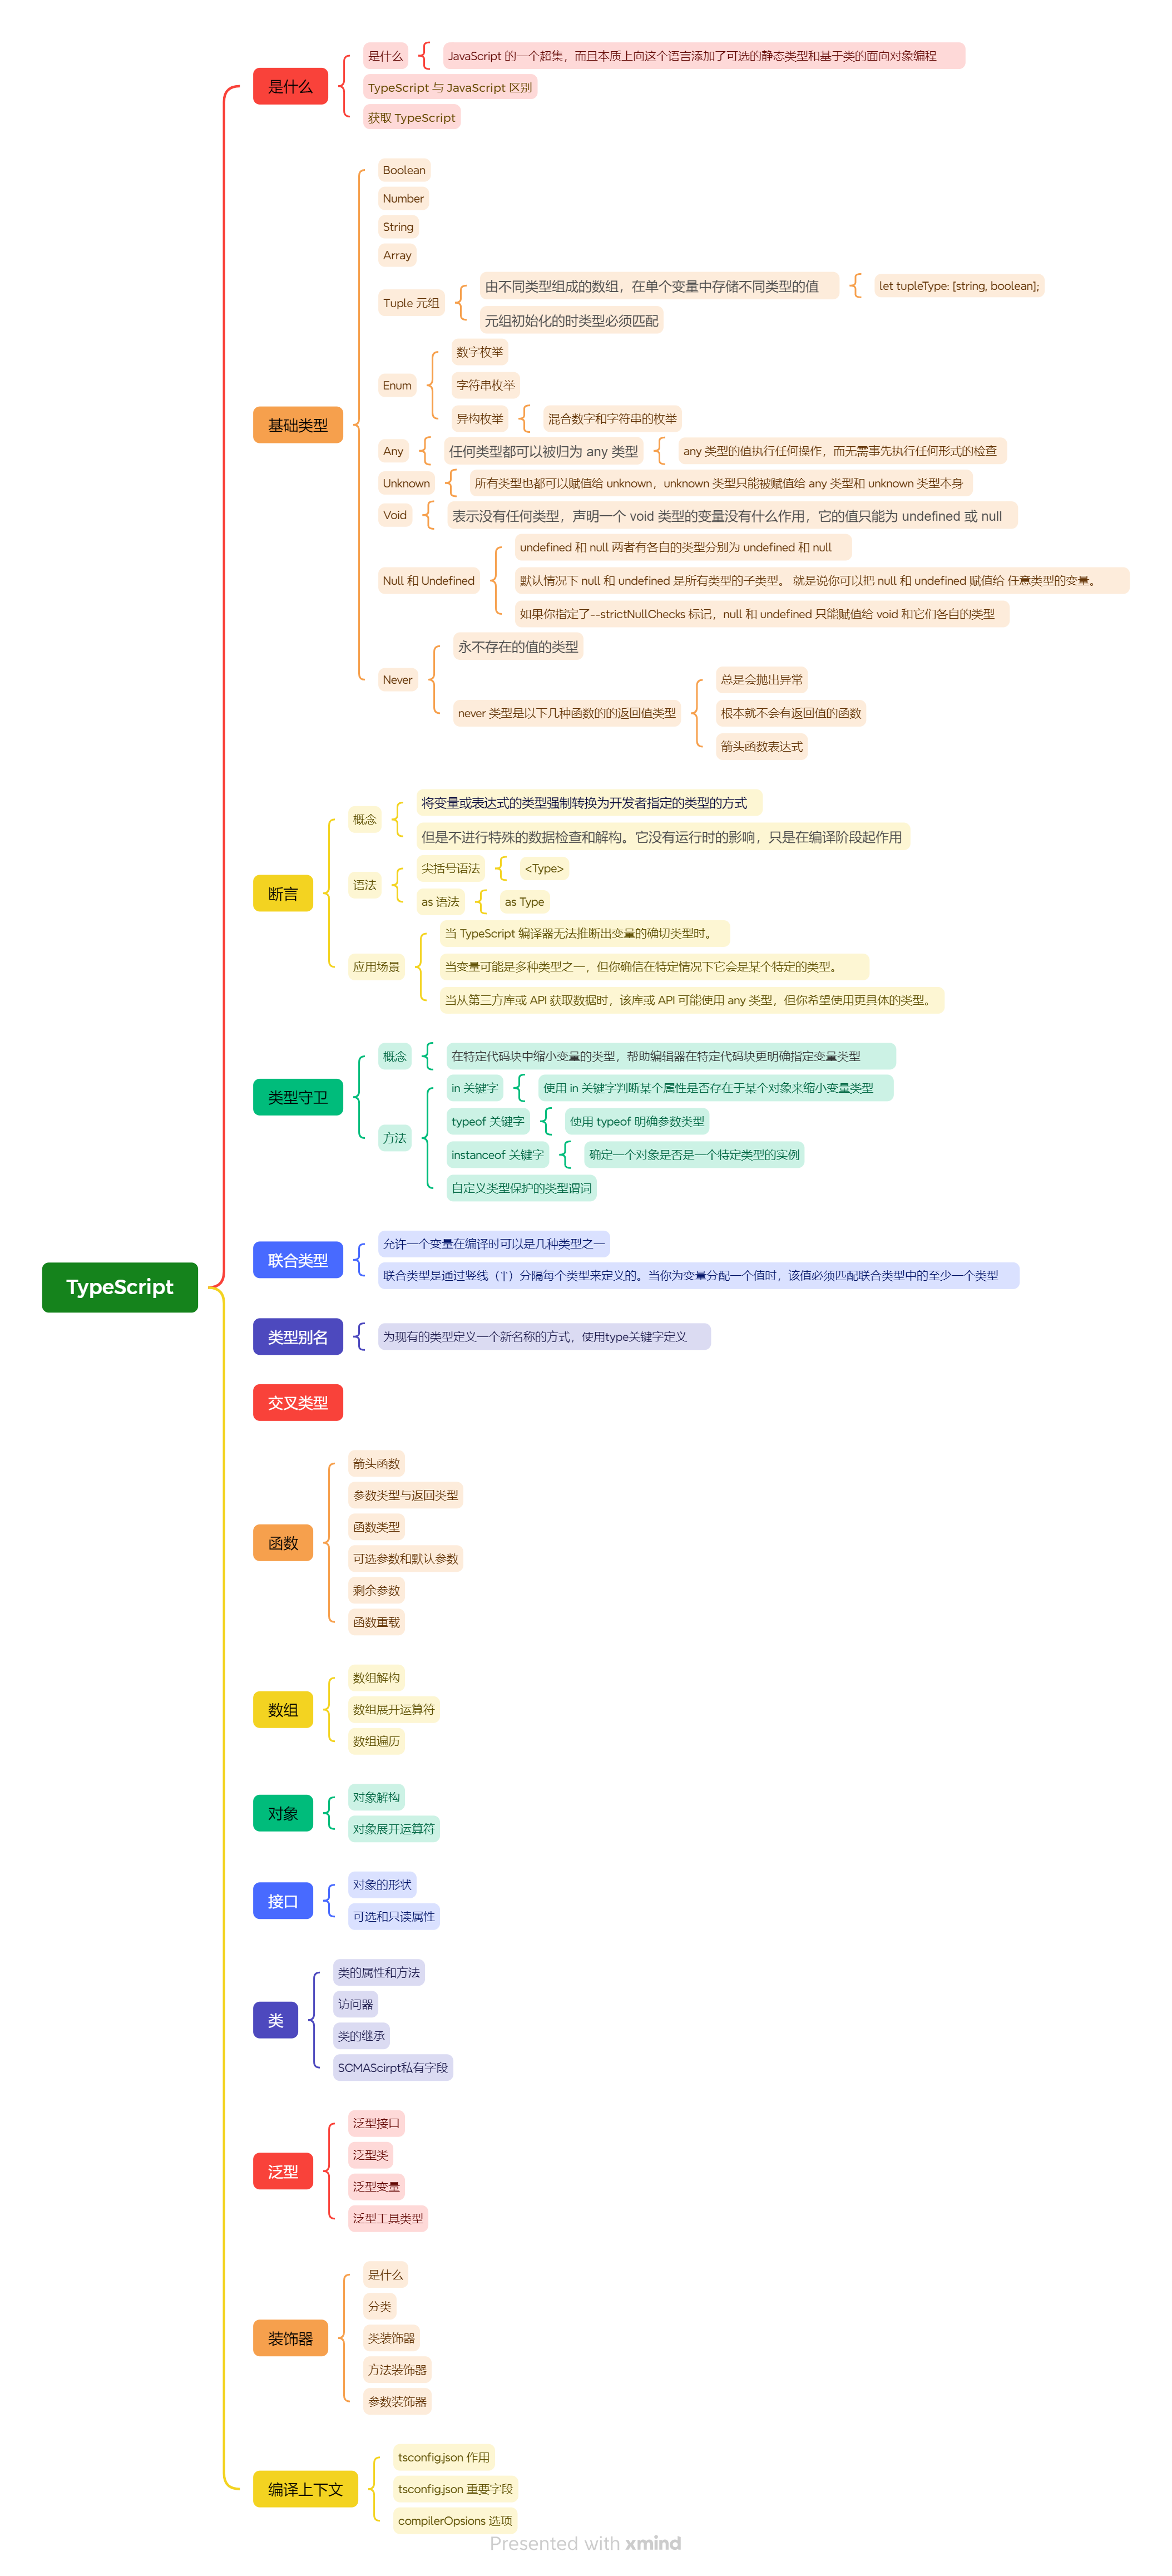 是什么
是什么
JavaScript 的一个超集，而且本质上向这个语言添加了可选的静态类型和基于类的面向对象编程
TypeScript 与 JavaScript 区别
获取 TypeScript
基础类型
Boolean
Number
String
Array
Tuple 元组
由不同类型组成的数组，在单个变量中存储不同类型的值
let tupleType: [string, boolean];
元组初始化的时类型必须匹配
Enum
数字枚举
字符串枚举
异构枚举
混合数字和字符串的枚举
Any
任何类型都可以被归为 any 类型
any 类型的值执行任何操作，而无需事先执行任何形式的检查
Unknown
所有类型也都可以赋值给 unknown，unknown 类型只能被赋值给 any 类型和 unknown 类型本身
Void
表示没有任何类型，声明一个 void 类型的变量没有什么作用，它的值只能为 undefined 或 null
Null 和 Undefined
undefined 和 null 两者有各自的类型分别为 undefined 和 null
默认情况下 null 和 undefined 是所有类型的子类型。 就是说你可以把 null 和 undefined 赋值给 任意类型的变量。
如果你指定了--strictNullChecks 标记，null 和 undefined 只能赋值给 void 和它们各自的类型
Never
永不存在的值的类型
never 类型是以下几种函数的的返回值类型
总是会抛出异常
根本就不会有返回值的函数
箭头函数表达式
断言
概念
将变量或表达式的类型强制转换为开发者指定的类型的方式
但是不进行特殊的数据检查和解构。它没有运行时的影响，只是在编译阶段起作用
语法
尖括号语法
<Type>
as 语法
as Type
应用场景
当 TypeScript 编译器无法推断出变量的确切类型时。
当变量可能是多种类型之一，但你确信在特定情况下它会是某个特定的类型。
当从第三方库或 API 获取数据时，该库或 API 可能使用 any 类型，但你希望使用更具体的类型。
类型守卫
概念
在特定代码块中缩小变量的类型，帮助编辑器在特定代码块更明确指定变量类型
方法
in 关键字
使用 in 关键字判断某个属性是否存在于某个对象来缩小变量类型
typeof 关键字
使用 typeof 明确参数类型
instanceof 关键字
确定一个对象是否是一个特定类型的实例
自定义类型保护的类型谓词
TypeScript
联合类型
允许一个变量在编译时可以是几种类型之一
联合类型是通过竖线（'|'）分隔每个类型来定义的。当你为变量分配一个值时，该值必须匹配联合类型中的至少一个类型
类型别名
为现有的类型定义一个新名称的方式，使用type关键字定义
交叉类型
函数
箭头函数
参数类型与返回类型
函数类型
可选参数和默认参数
剩余参数
函数重载
数组
数组解构
数组展开运算符
数组遍历
对象
对象解构
对象展开运算符
接口
对象的形状
可选和只读属性
类
类的属性和方法
访问器
类的继承
SCMAScirpt私有字段
泛型
泛型接口
泛型类
泛型变量
泛型工具类型
装饰器
是什么
分类
类装饰器
方法装饰器
参数装饰器
编译上下文
tsconfig.json 作用
tsconfig.json 重要字段
compilerOpsions 选项
Presented with xmind